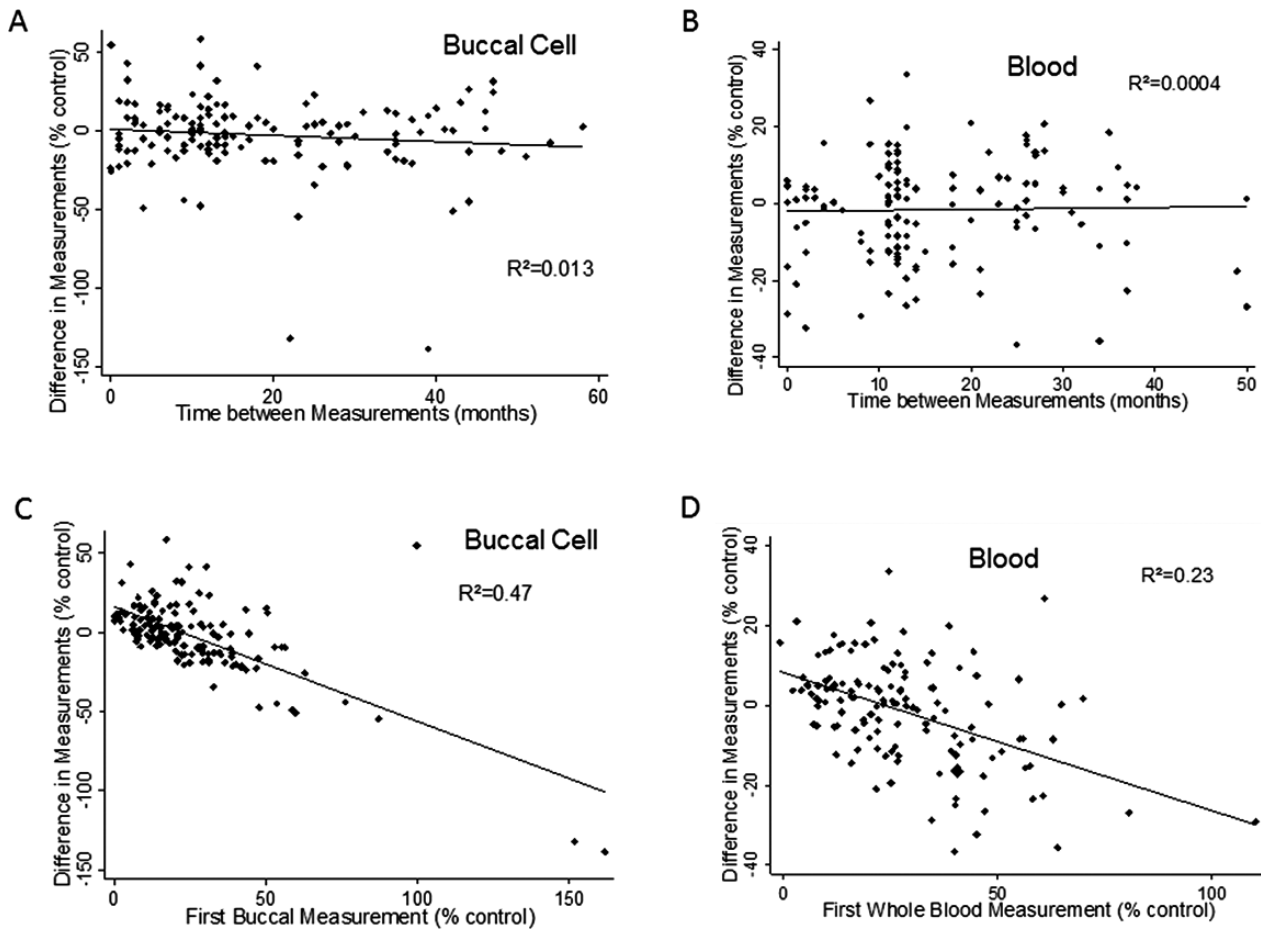 A
Buccal Cell
R²=0.013
Difference in Measurements (% control)
50
0
-50
-100
-150
0
20
40
60
Time between Measurements (months)
B
Blood
R²=0.0004
Difference in Measurements (% control)
40
20
0
-20
-40
0
10
20
30
40
50
Time between Measurements (months)
C
Buccal Cell
R²=0.47
Difference in Measurements (% control)
50
0
-50
-100
-150
0
50
100
150
First Buccal Measurement (% control)
D
Blood
R²=0.23
Difference in Measurements (% control)
40
20
0
-20
-40
0
50
100
First Whole Blood Measurement (% control)